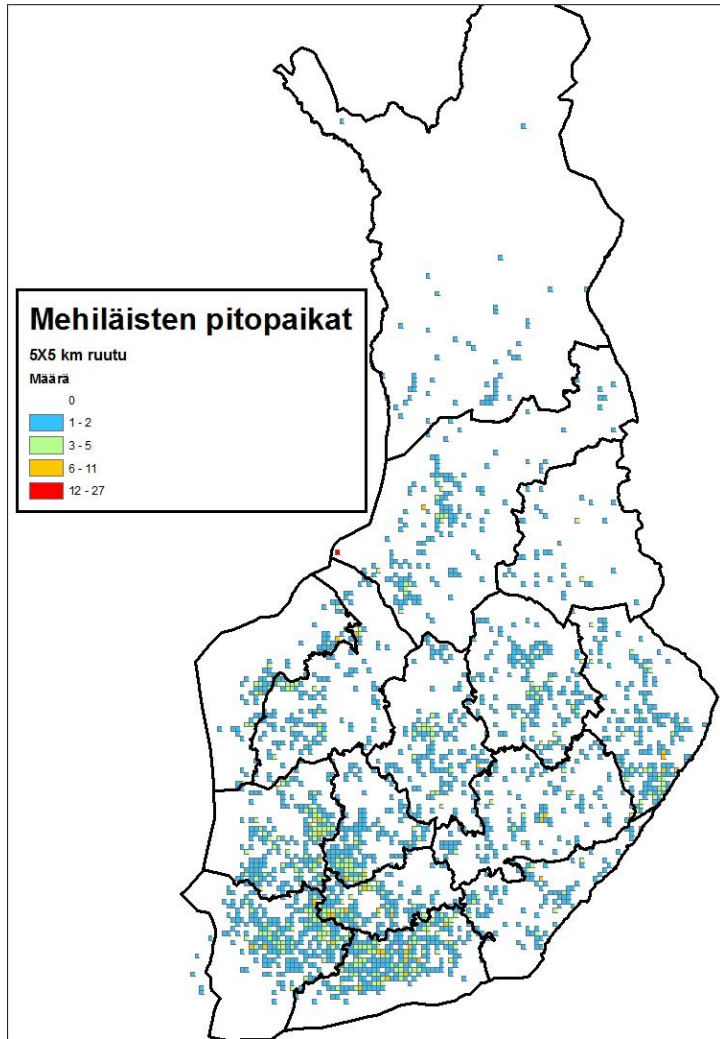 Mehiläisten pitopaikat
5X5 km ruutu
Määrä
0
1 - 2
3 - 5
6 - 11
12 - 27